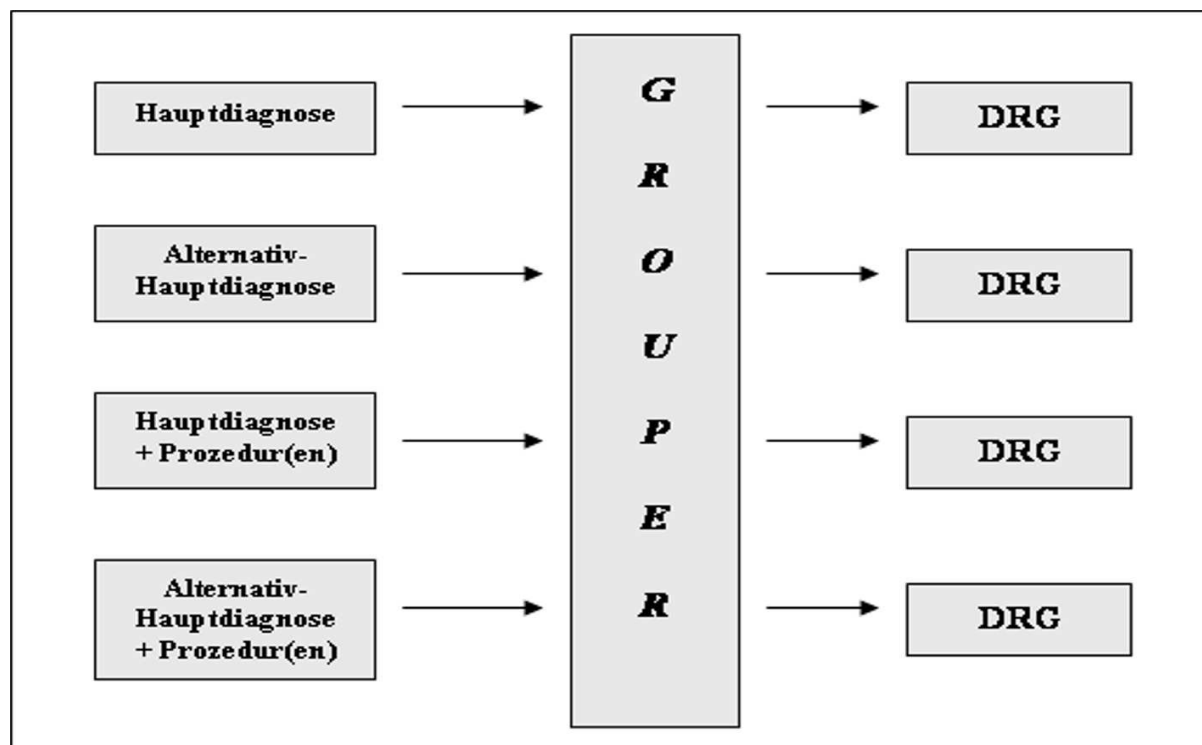 Hauptdiagnose
Alternativ-
Hauptdiagnose
Hauptdiagnose
+ Prozedur(en)
Alternativ-
Hauptdiagnose
+ Prozedur(en)
G
R
O
U
P
E
R
DRG
DRG
DRG
DRG